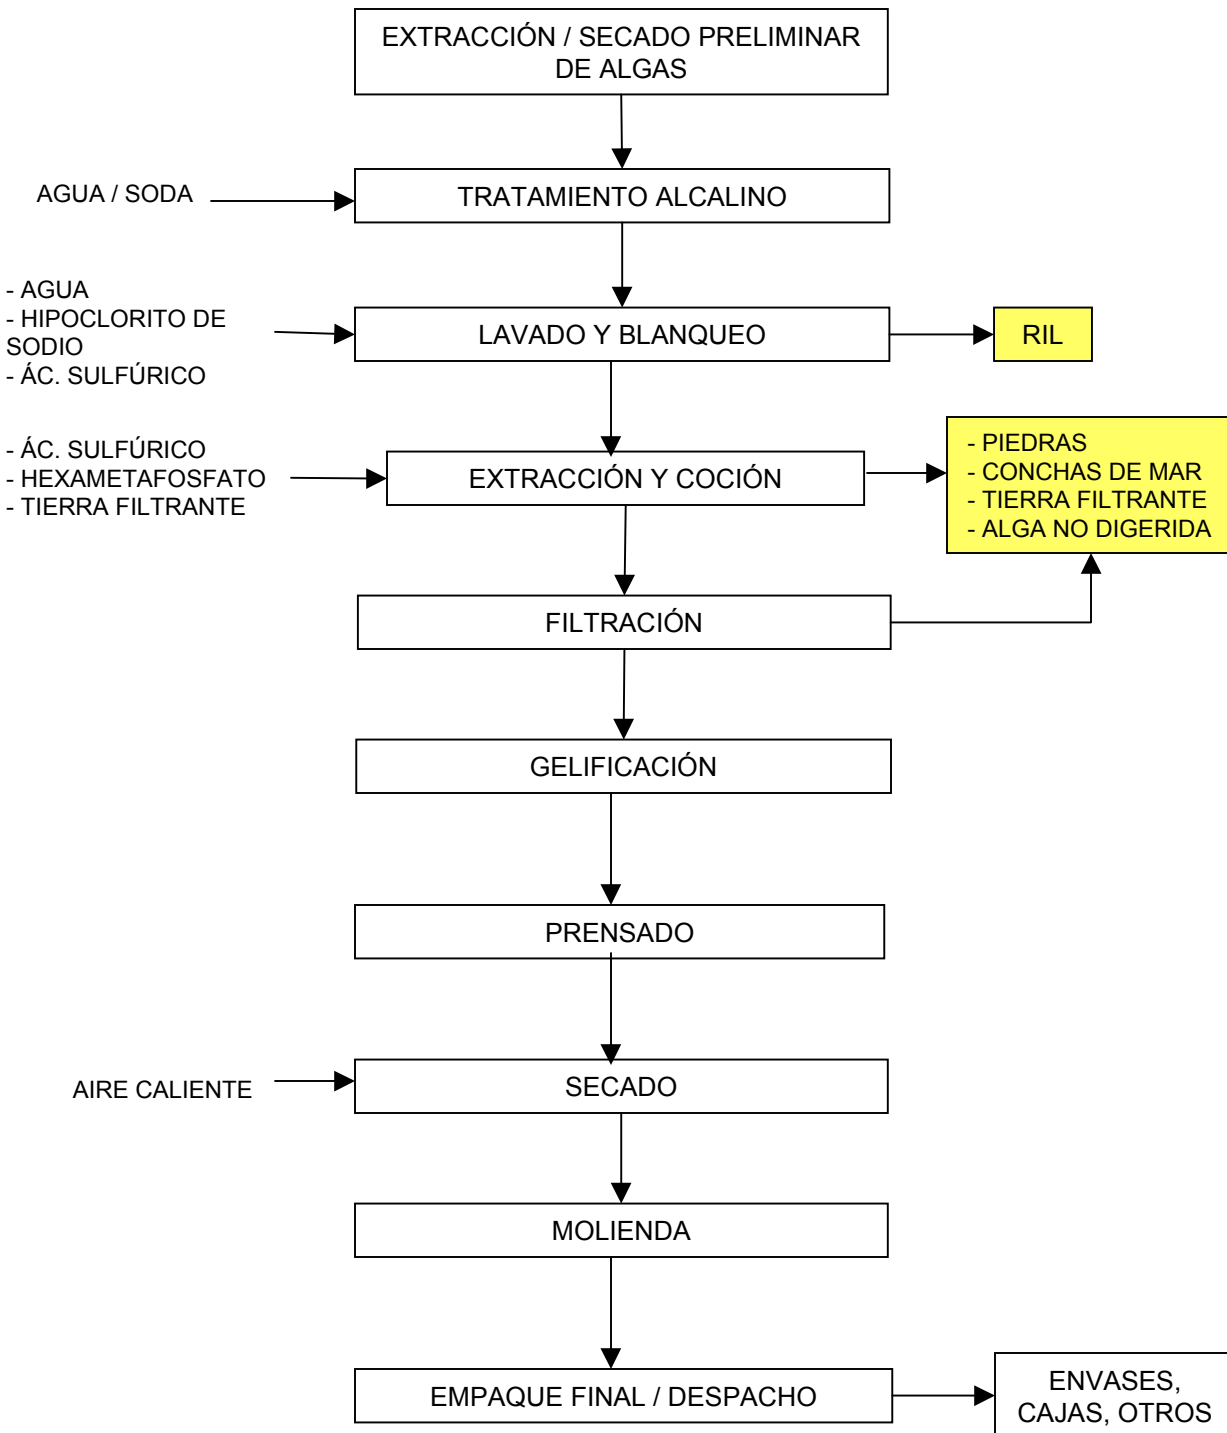 EXTRACCIÓN / SECADO PRELIMINAR
DE ALGAS
AGUA / SODA
TRATAMIENTO ALCALINO
- AGUA
- HIPOCLORITO DE
SODIO
- ÁC. SULFÚRICO
LAVADO Y BLANQUEO
RIL
- ÁC. SULFÚRICO
- HEXAMETAFOSFATO
- TIERRA FILTRANTE
EXTRACCIÓN Y COCIÓN
- PIEDRAS
- CONCHAS DE MAR
- TIERRA FILTRANTE
- ALGA NO DIGERIDA
FILTRACIÓN
GELIFICACIÓN
PRENSADO
AIRE CALIENTE
SECADO
MOLIENDA
EMPAQUE FINAL / DESPACHO
ENVASES,
CAJAS, OTROS